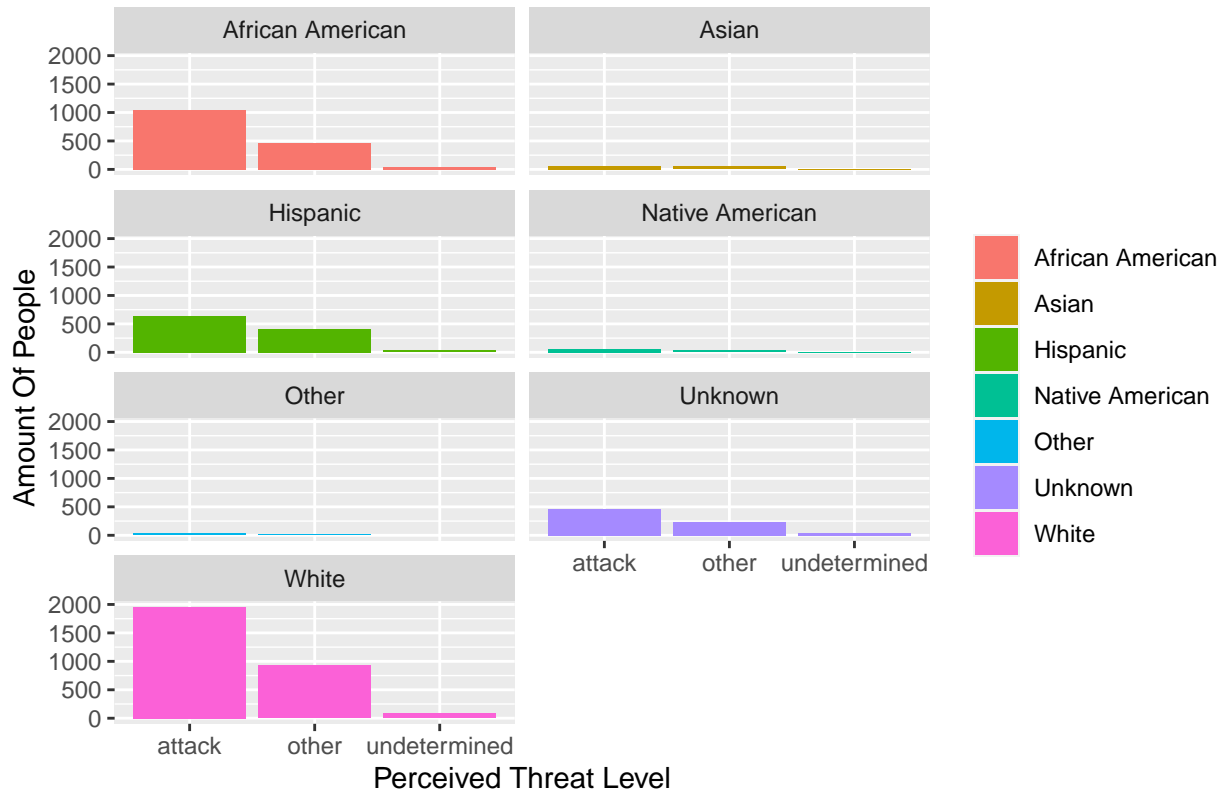 African American
Asian
2000
1500
1000
500
0
Hispanic
Native American
2000
1500
1000
500
0
Other
Unknown
2000
1500
1000
500
0
attack other undetermined
White
2000
1500
1000
500
0
attack other undetermined
Perceived Threat Level
Amount Of People
African American
Asian
Hispanic
Native American
Other
Unknown
White